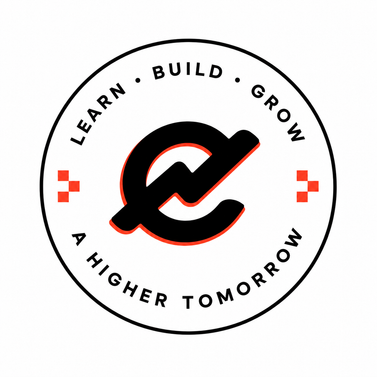 LEARN • BUILD • GROW
A HIGHER TOMORROW